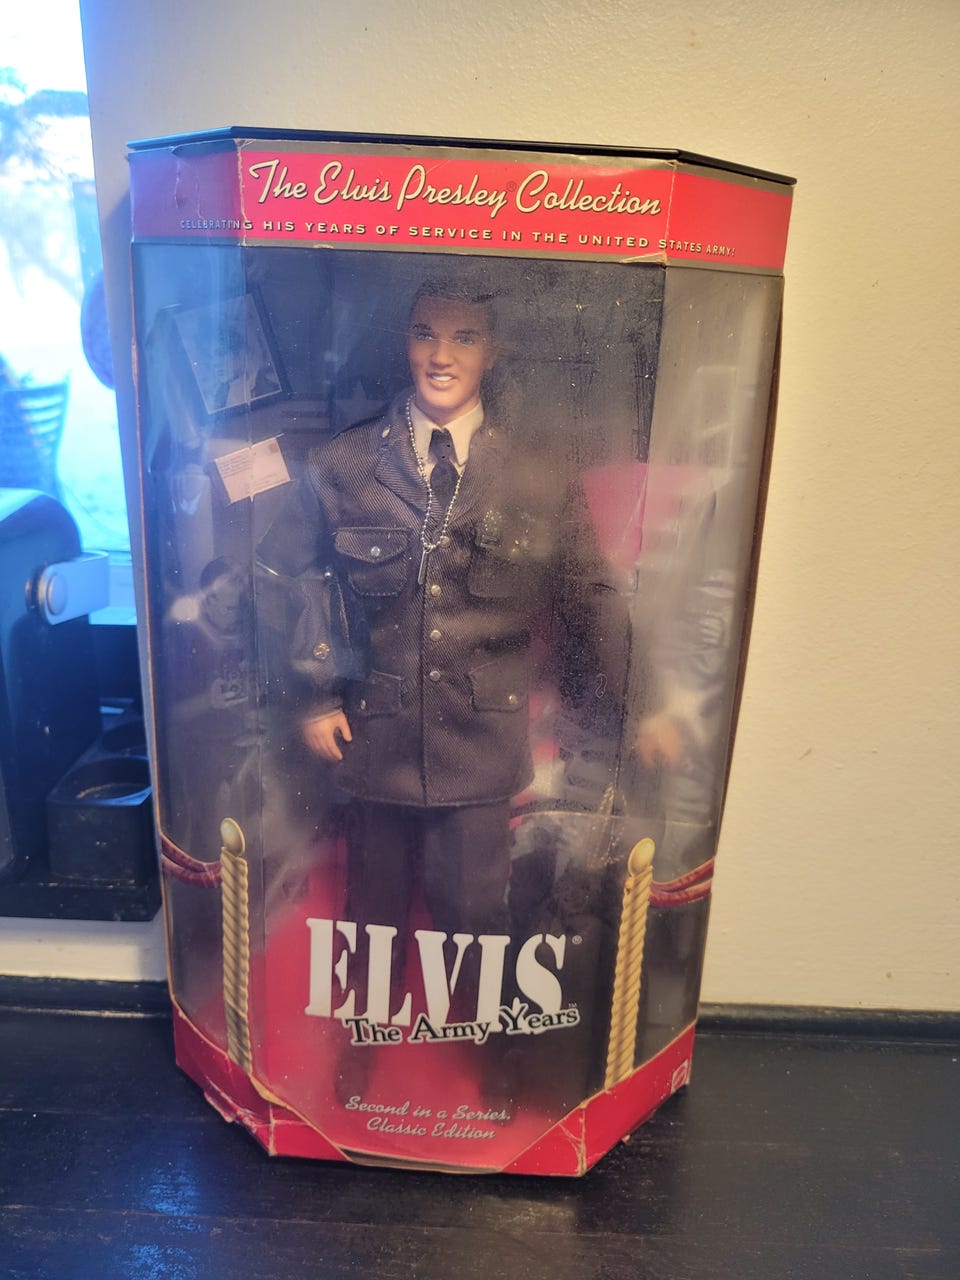 The Elvis Presley® Collection
CELEBRATING HIS YEARS OF SERVICE IN THE UNITED STATES ARMY!
ELVIS®
The Army Years™
Second in a Series,
Classic Edition